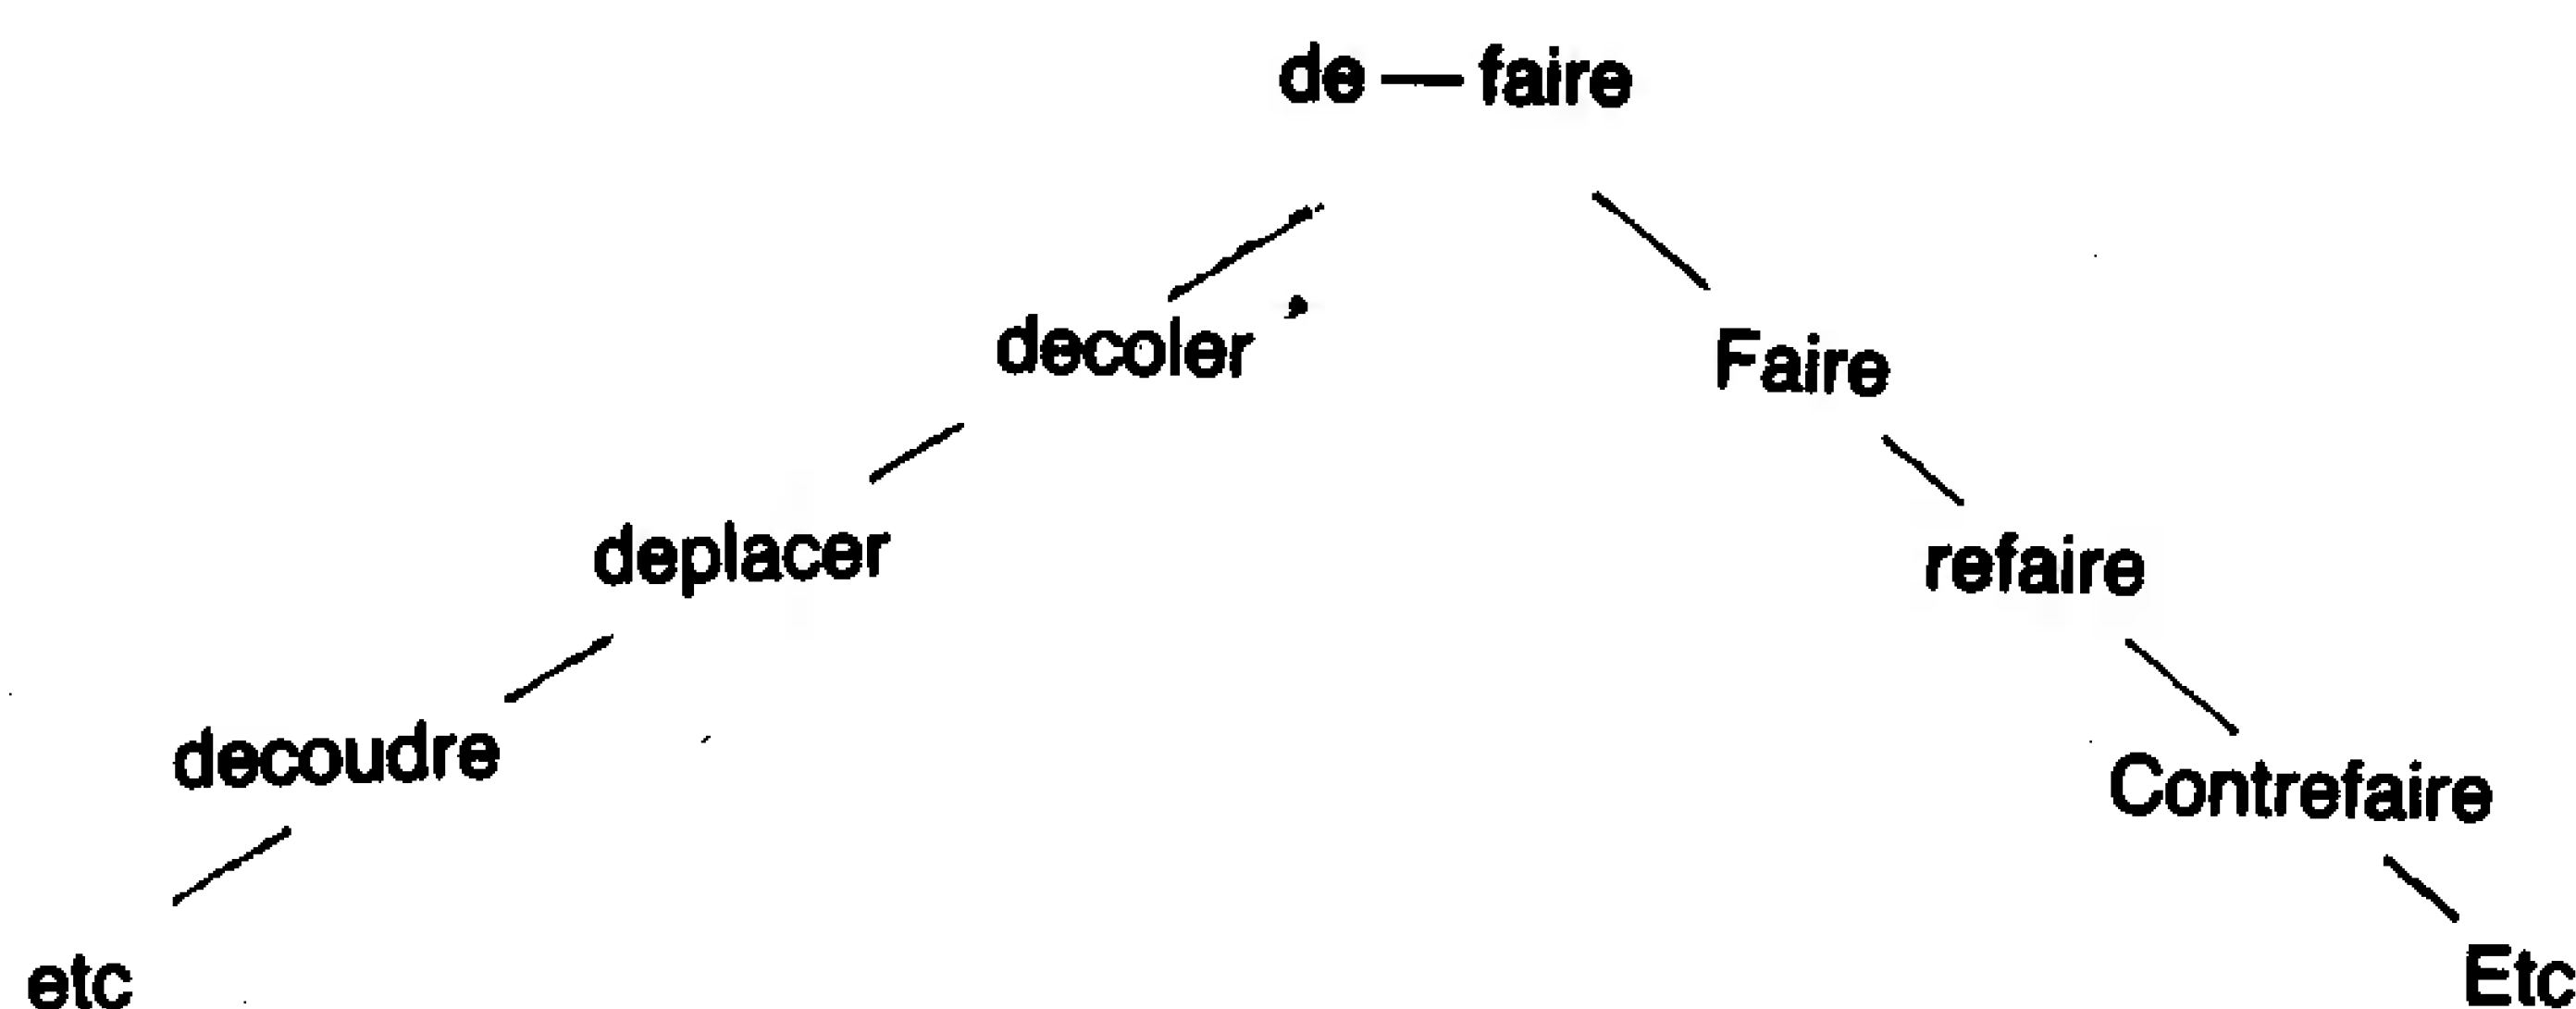 de — faire
decoler Faire
deplacer refaire
decoudre Contrefaire
etc Etc